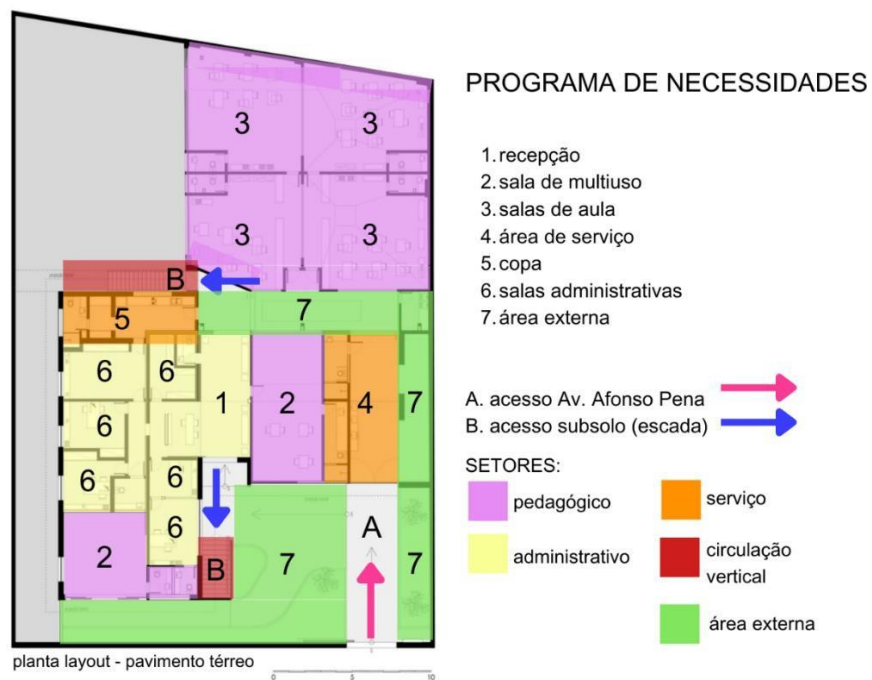 PROGRAMA DE NECESSIDADES
1. recepção
2. sala de multiuso
3. salas de aula
4. área de serviço
5. copa
6. salas administrativas
7. área externa
A. acesso Av. Afonso Pena
B. acesso subsolo (escada)
SETORES:
pedagógico
serviço
administrativo
circulação
vertical
área externa
3
3
3
3
B
7
5
6
6
1
2
4
7
6
6
6
6
2
B
7
A
7
planta layout - pavimento térreo
0 5 10